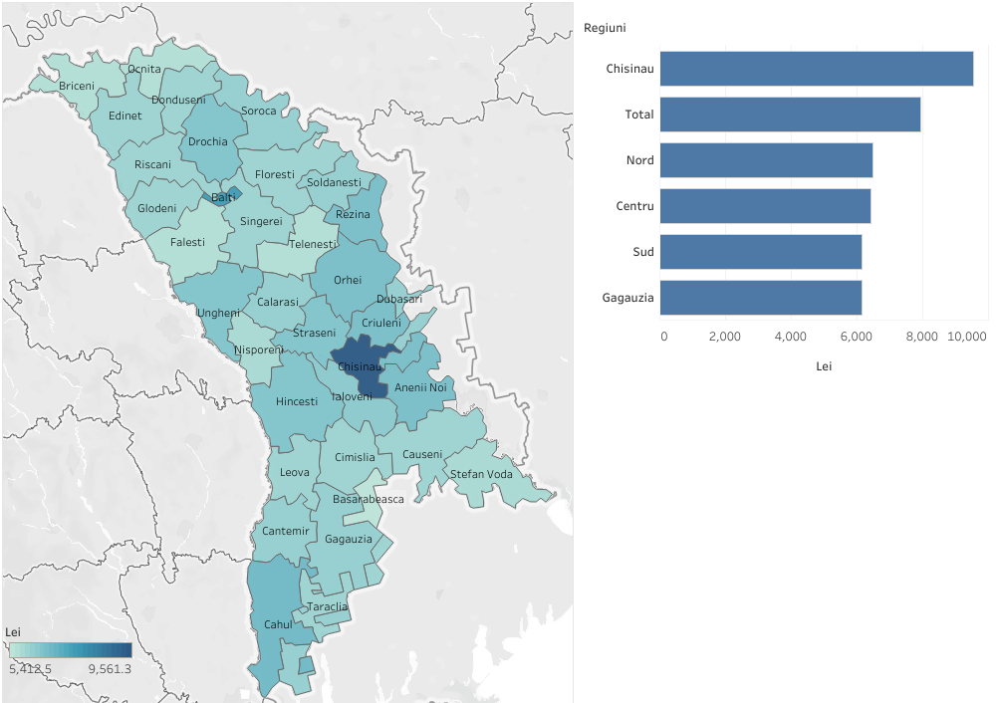 Ocnita
Briceni
Donduseni
Edinet
Soroca
Drochia
Riscani
Floresti
Soldanesti
Balti
Glodeni
Rezina
Singerei
Falesti
Telenesti
Orhei
Dubasari
Calarasi
Ungheni
Criuleni
Straseni
Nisporeni
Chisinau
Anenii Noi
Ialoveni
Hincesti
Causeni
Cimislia
Leova
Stefan Voda
Basarabeasca
Cantemir
Gagauzia
Taraclia
Cahul
Lei
5,412.5 9,561.3
Regiuni
Chisinau
Total
Nord
Centru
Sud
Gagauzia
0 2,000 4,000 6,000 8,000 10,000
Lei